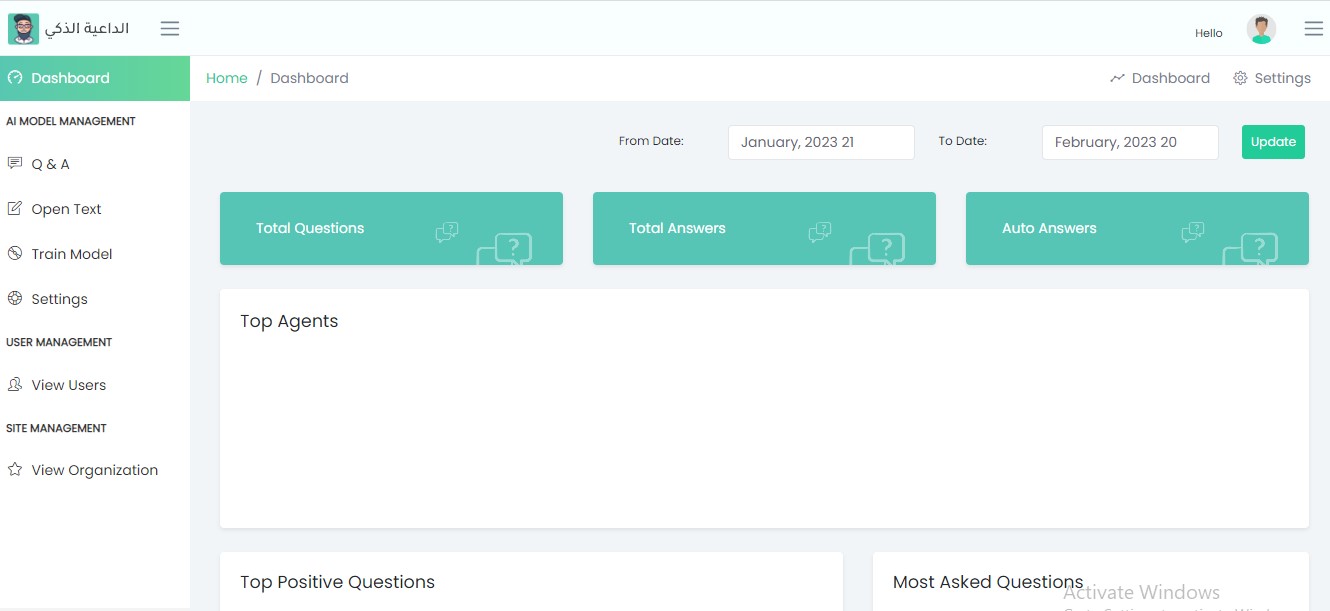 الداعية الذكي
Hello
Dashboard
Home / Dashboard
Dashboard
Settings
AI MODEL MANAGEMENT
Q & A
Open Text
Train Model
Settings
USER MANAGEMENT
View Users
SITE MANAGEMENT
View Organization
From Date:
January, 2023 21
To Date:
February, 2023 20
Update
Total Questions
Total Answers
Auto Answers
Top Agents
Top Positive Questions
Most Asked Questions
Activate Windows